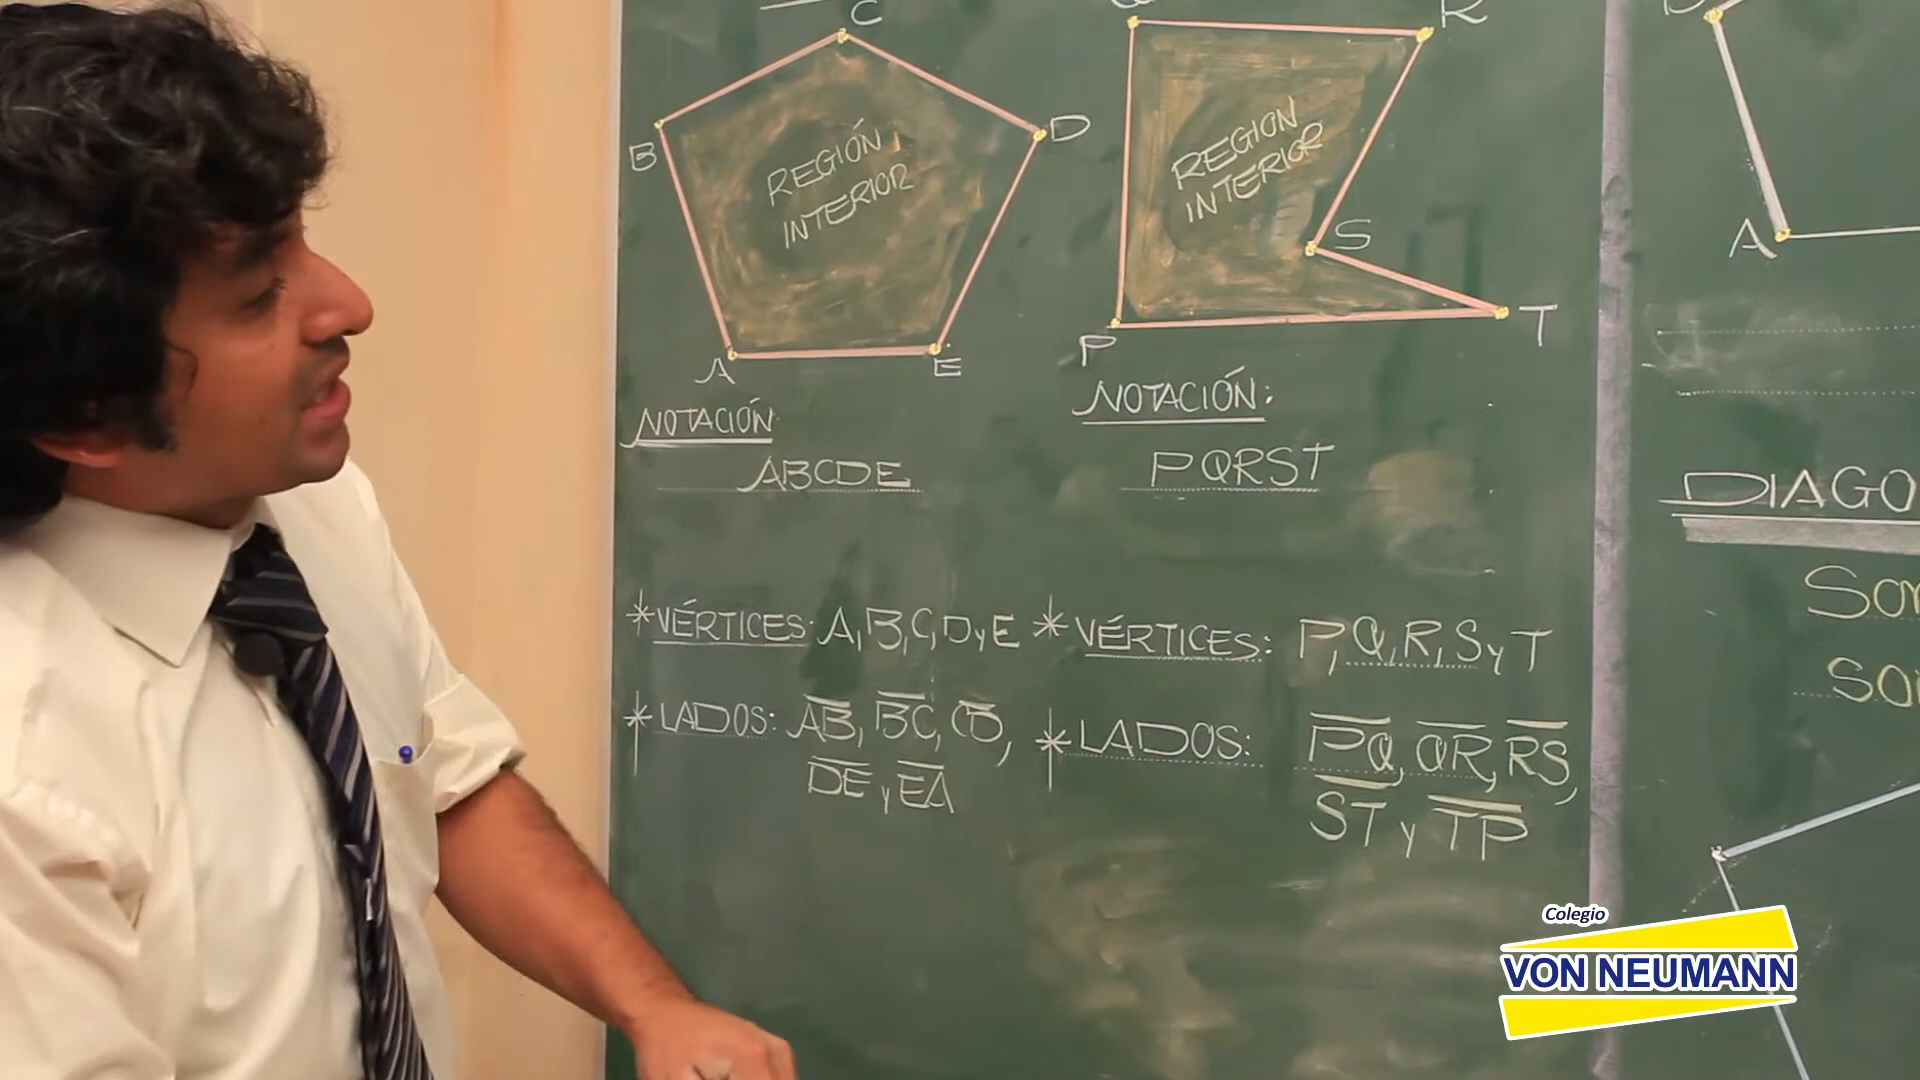 C
B
D
A
E
REGIÓN
INTERIOR
NOTACIÓN:
ABCDE
*VÉRTICES: A, B, C, D y E
*LADOS: AB, BC, CD,
DE y EA
R
S
T
P
REGION
INTERIOR
NOTACIÓN:
PQRST
*VÉRTICES: P, Q, R, S y T
*LADOS: PQ, QR, RS,
ST y TP
A
DIAGO
Colegio
VON NEUMANN